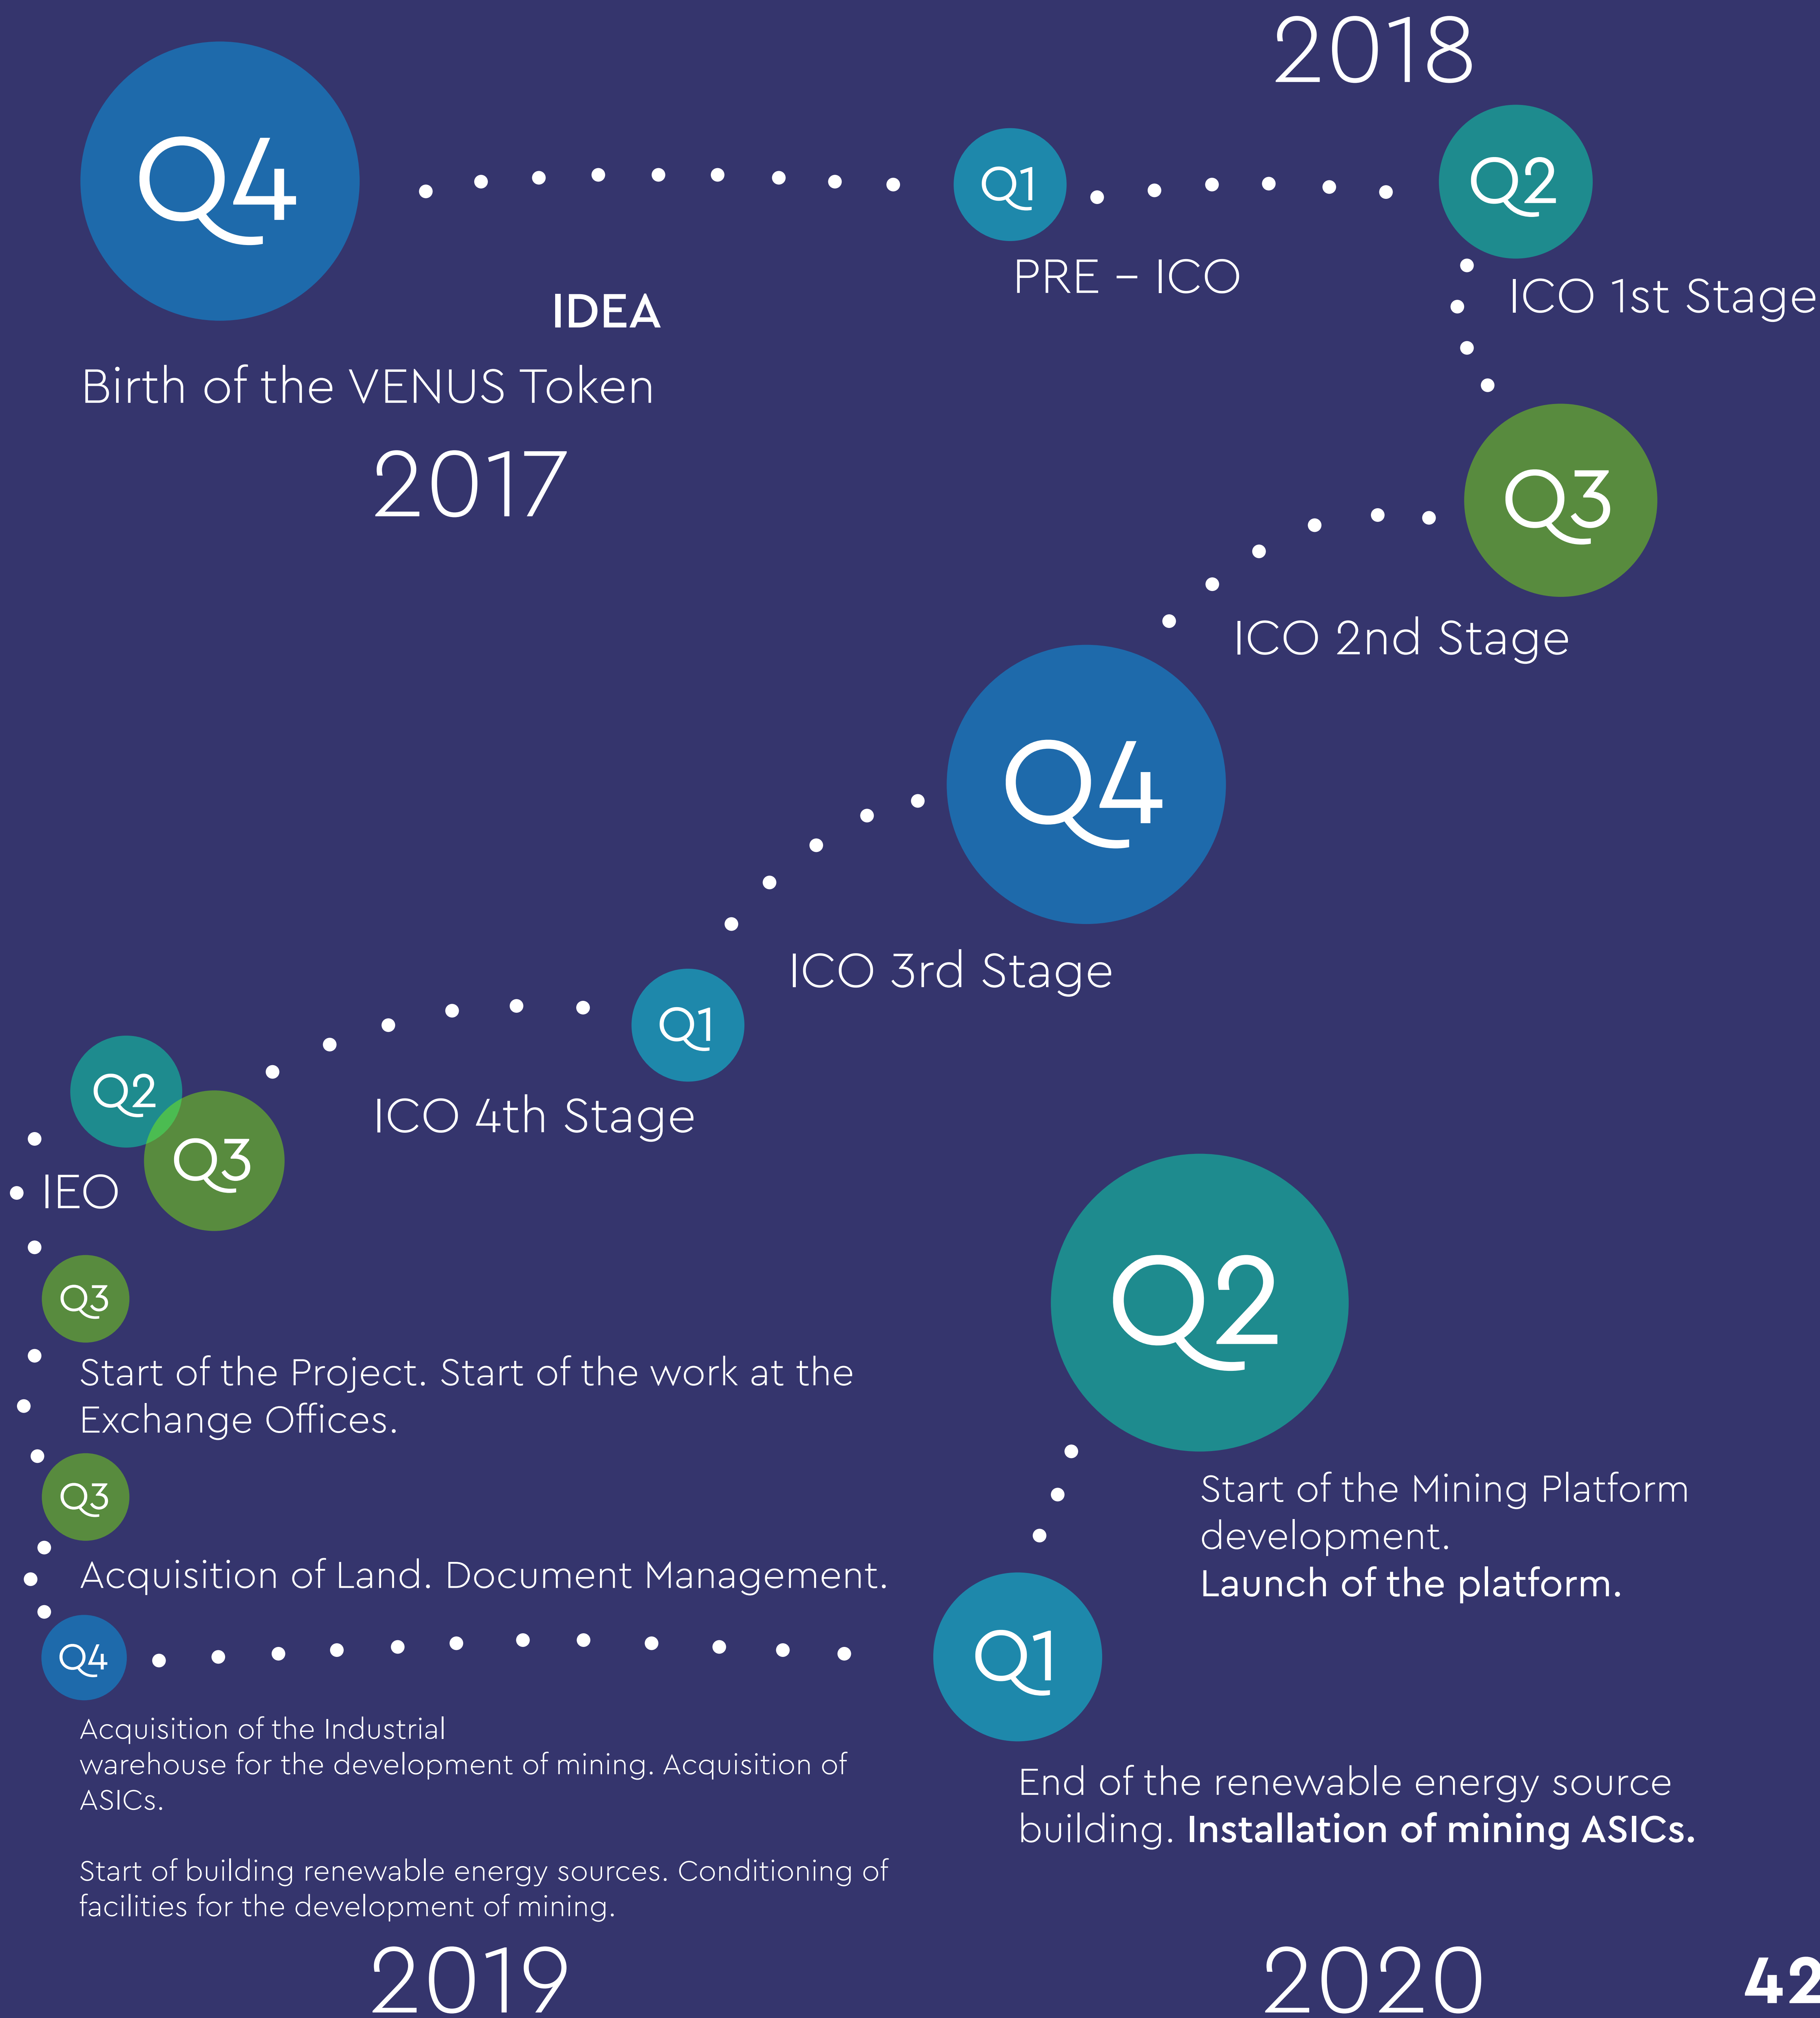 2018
Q4
Q1
Q2
PRE – ICO
ICO 1st Stage
IDEA
Birth of the VENUS Token
2017
Q3
ICO 2nd Stage
Q4
ICO 3rd Stage
Q1
ICO 4th Stage
Q2
Q3
IEO
Q3
Start of the Project. Start of the work at the
Exchange Offices.
Q3
Acquisition of Land. Document Management.
Q4
Acquisition of the Industrial
warehouse for the development of mining. Acquisition of
ASICs.
Start of building renewable energy sources. Conditioning of
facilities for the development of mining.
2019
Q1
End of the renewable energy source
building. Installation of mining ASICs.
Q2
Start of the Mining Platform
development.
Launch of the platform.
2020
42